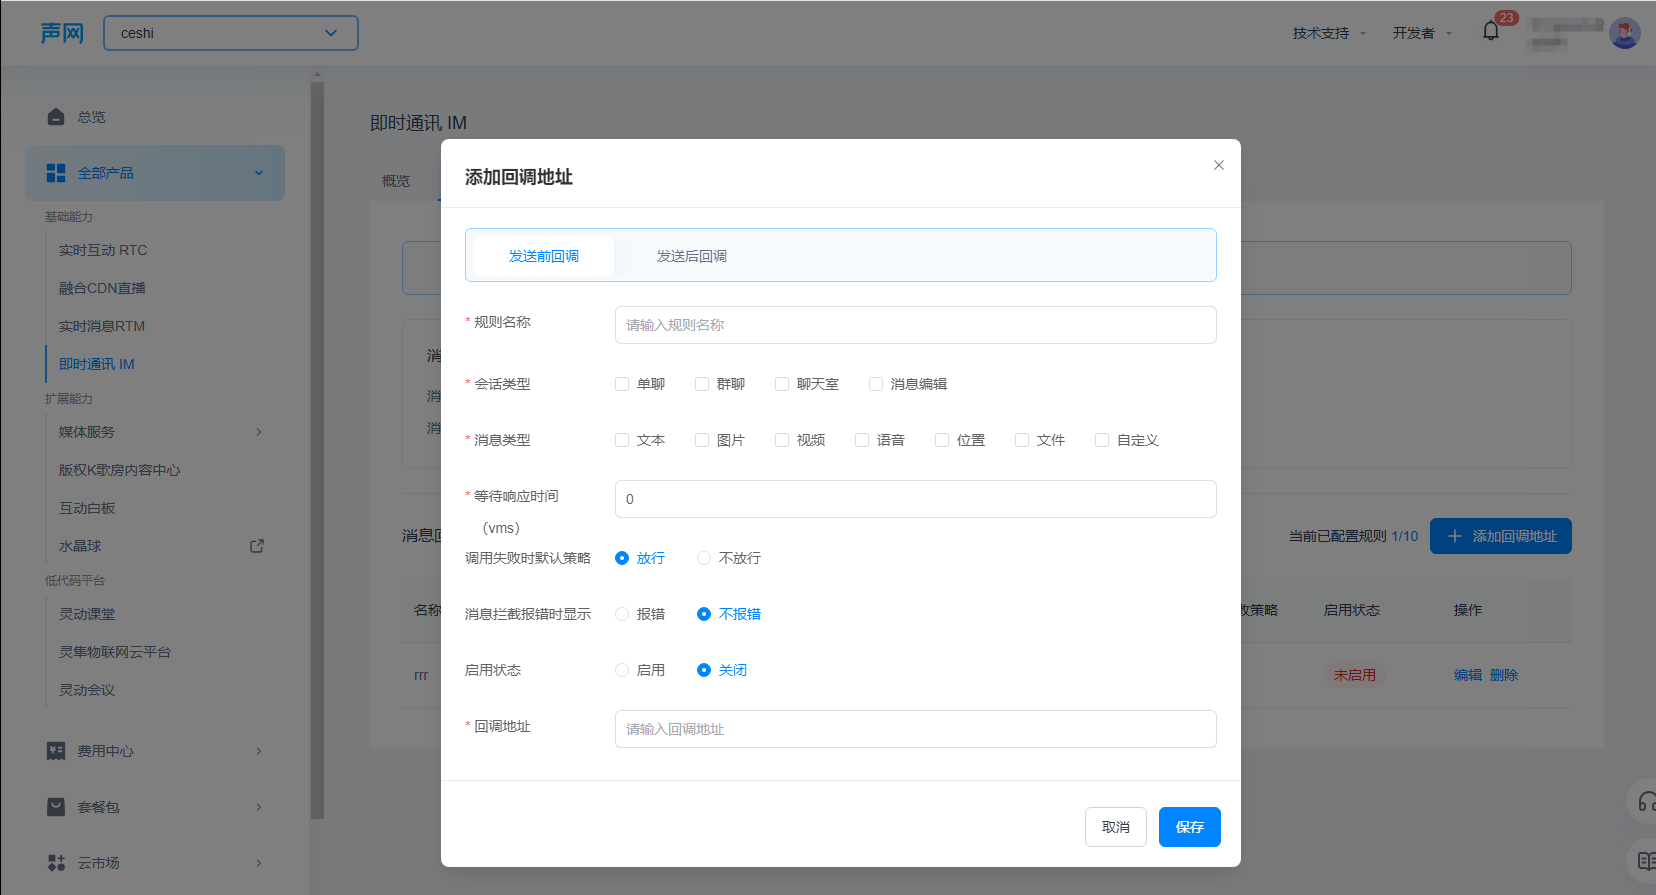 声网
ceshi
技术支持
开发者
23
总览
全部产品
基础能力
实时互动 RTC
融合CDN直播
实时消息RTM
即时通讯 IM
扩展能力
媒体服务
版权K歌房内容中心
互动白板
水晶球
低代码平台
灵动课堂
灵隼物联网云平台
灵动会议
费用中心
套餐包
云市场
即时通讯 IM
概览
消
消
消
消息回
当前已配置规则 1/10
添加回调地址
名称
策略
启用状态
操作
rrr
未启用
编辑 删除
添加回调地址
发送前回调
发送后回调
* 规则名称
请输入规则名称
* 会话类型
单聊 群聊 聊天室 消息编辑
* 消息类型
文本 图片 视频 语音 位置 文件 自定义
* 等待响应时间
（vms）
0
调用失败时默认策略
放行 不放行
消息拦截报错时显示
报错 不报错
启用状态
启用 关闭
* 回调地址
请输入回调地址
取消
保存